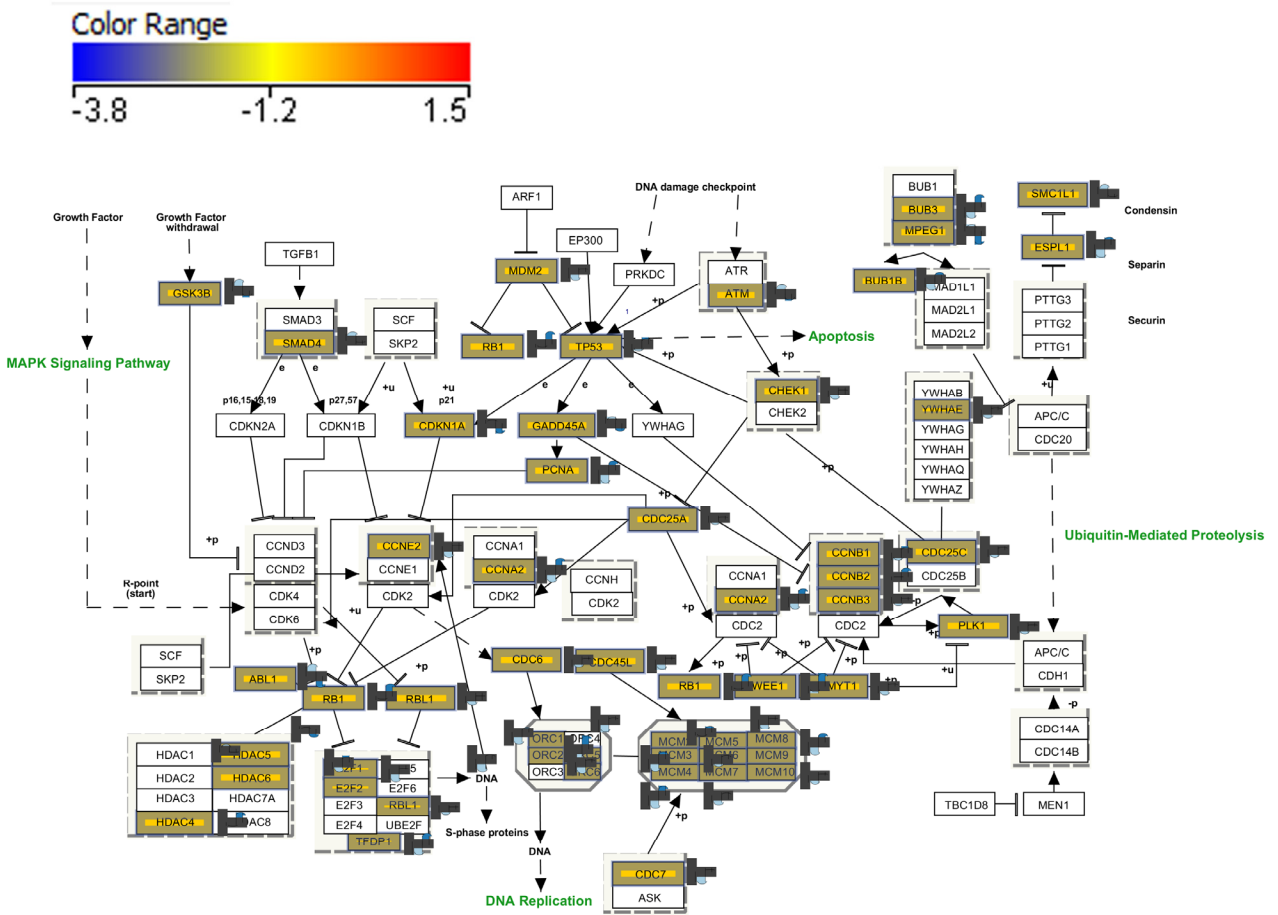 Color Range
-3.8 -1.2 1.5
DNA damage checkpoint
ARF1
BUB1
BUB3
MPEG1
SMC1L1
Condensin
Growth Factor
Growth Factor
withdrawal
EP300
TGFB1
MDM2
PRKDC
ATR
ATM
ESPL1
Separin
GSK3B
BUB1B
MAD1L1
MAD2L1
MAD2L2
PTTG3
PTTG2
PTTG1
Securin
SMAD3
SMAD4
SCF
SKP2
+p
1
RB1
TP53
Apoptosis
+p
+p
MAPK Signaling Pathway
e
e
+u
+u
e
e
e
+u
CHEK1
CHEK2
YWHAB
YWHAE
YWHAG
YWHAH
YWHAQ
YWHAZ
p16,15,18,19
p27,57
p21
CDKN2A
CDKN1B
CDKN1A
GADD45A
YWHAG
APC/C
CDC20
PCNA
+p
+p
CDC25A
Ubiquitin-Mediated Proteolysis
+p
CCND3
CCND2
CDK4
CDK6
CCNE2
CCNE1
CDK2
CCNA1
CCNA2
CDK2
CCNH
CDK2
CCNA1
CCNA2
CDC2
CCNB1
CCNB2
CCNB3
CDC2
CDC25C
CDC25B
R-point
(start)
+u
+p
-p
-p
PLK1
+p
SCF
SKP2
+p
+p
CDC6
CDC45L
+p
+p
+p
+p
+u
APC/C
CDH1
ABL1
RB1
RBL1
RB1
WEE1
MYT1
+p
-p
HDAC1
HDAC5
HDAC2
HDAC6
HDAC3
HDAC7A
HDAC4
E2F1
E2F2
E2F6
E2F3
RBL1
E2F4
UBE2F
TFDP1
DNA
S-phase proteins
ORC1
ORC4
ORC2
ORC3
ORC6
MCM5
MCM8
MCM3
MCM9
MCM4
MCM7
MCM10
CDC14A
CDC14B
TBC1D8
MEN1
+p
DNA
CDC7
ASK
DNA Replication